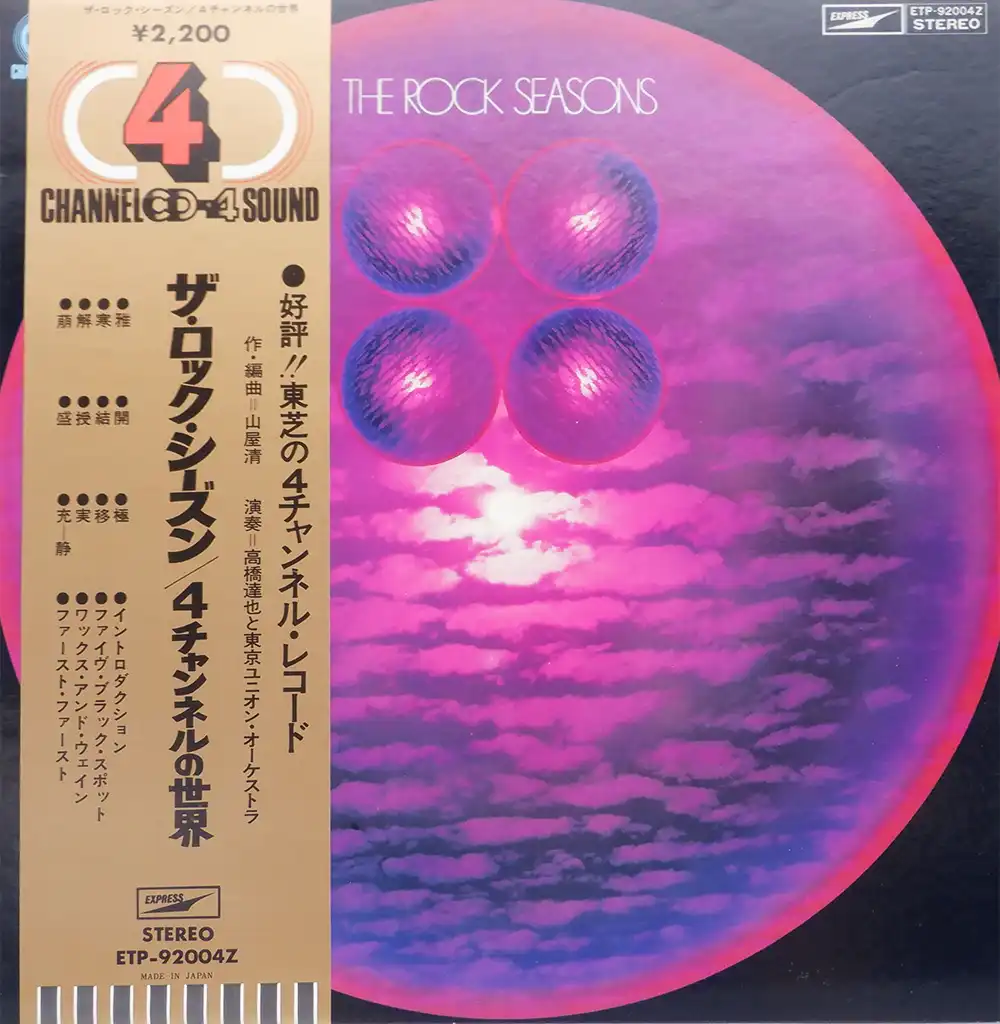 ザ・ロック・シーズン/4チャンネルの世界
¥2,200
4
CHANNEL CD-4 SOUND
●好評!!東芝の4チャンネル・レコード
作・編曲=山屋清 演奏=高橋達也と東京ユニオン・オーケストラ
ザ・ロック・シーズン/4チャンネルの世界
●雅 ●開 ●極 ●イントロダクション
●寒 ●結 ●移 ●ファイヴ・ブラック・スポット
●解 ●授 ●実 ●ワックス・アンド・ウェイン
●萠 ●盛 ●充—静 ●ファースト・ファースト
EXPRESS
STEREO
ETP-92004Z
MADE IN JAPAN
THE ROCK SEASONS
EXPRESS
ETP-92004Z
STEREO